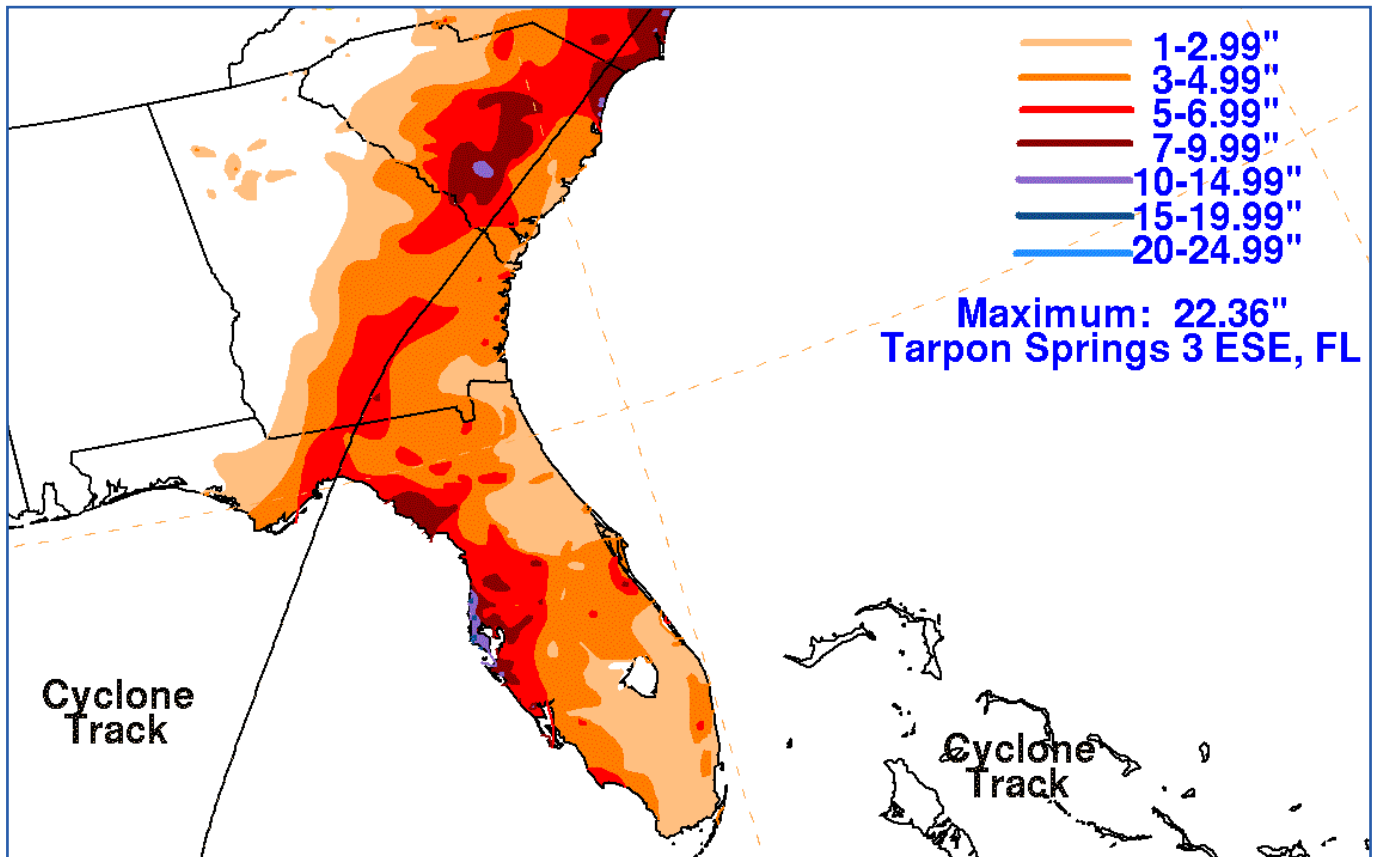 1-2.99"
3-4.99"
5-6.99"
7-9.99"
10-14.99"
15-19.99"
20-24.99"
Maximum: 22.36"
Tarpon Springs 3 ESE, FL
Cyclone
Track
Cyclone
Track